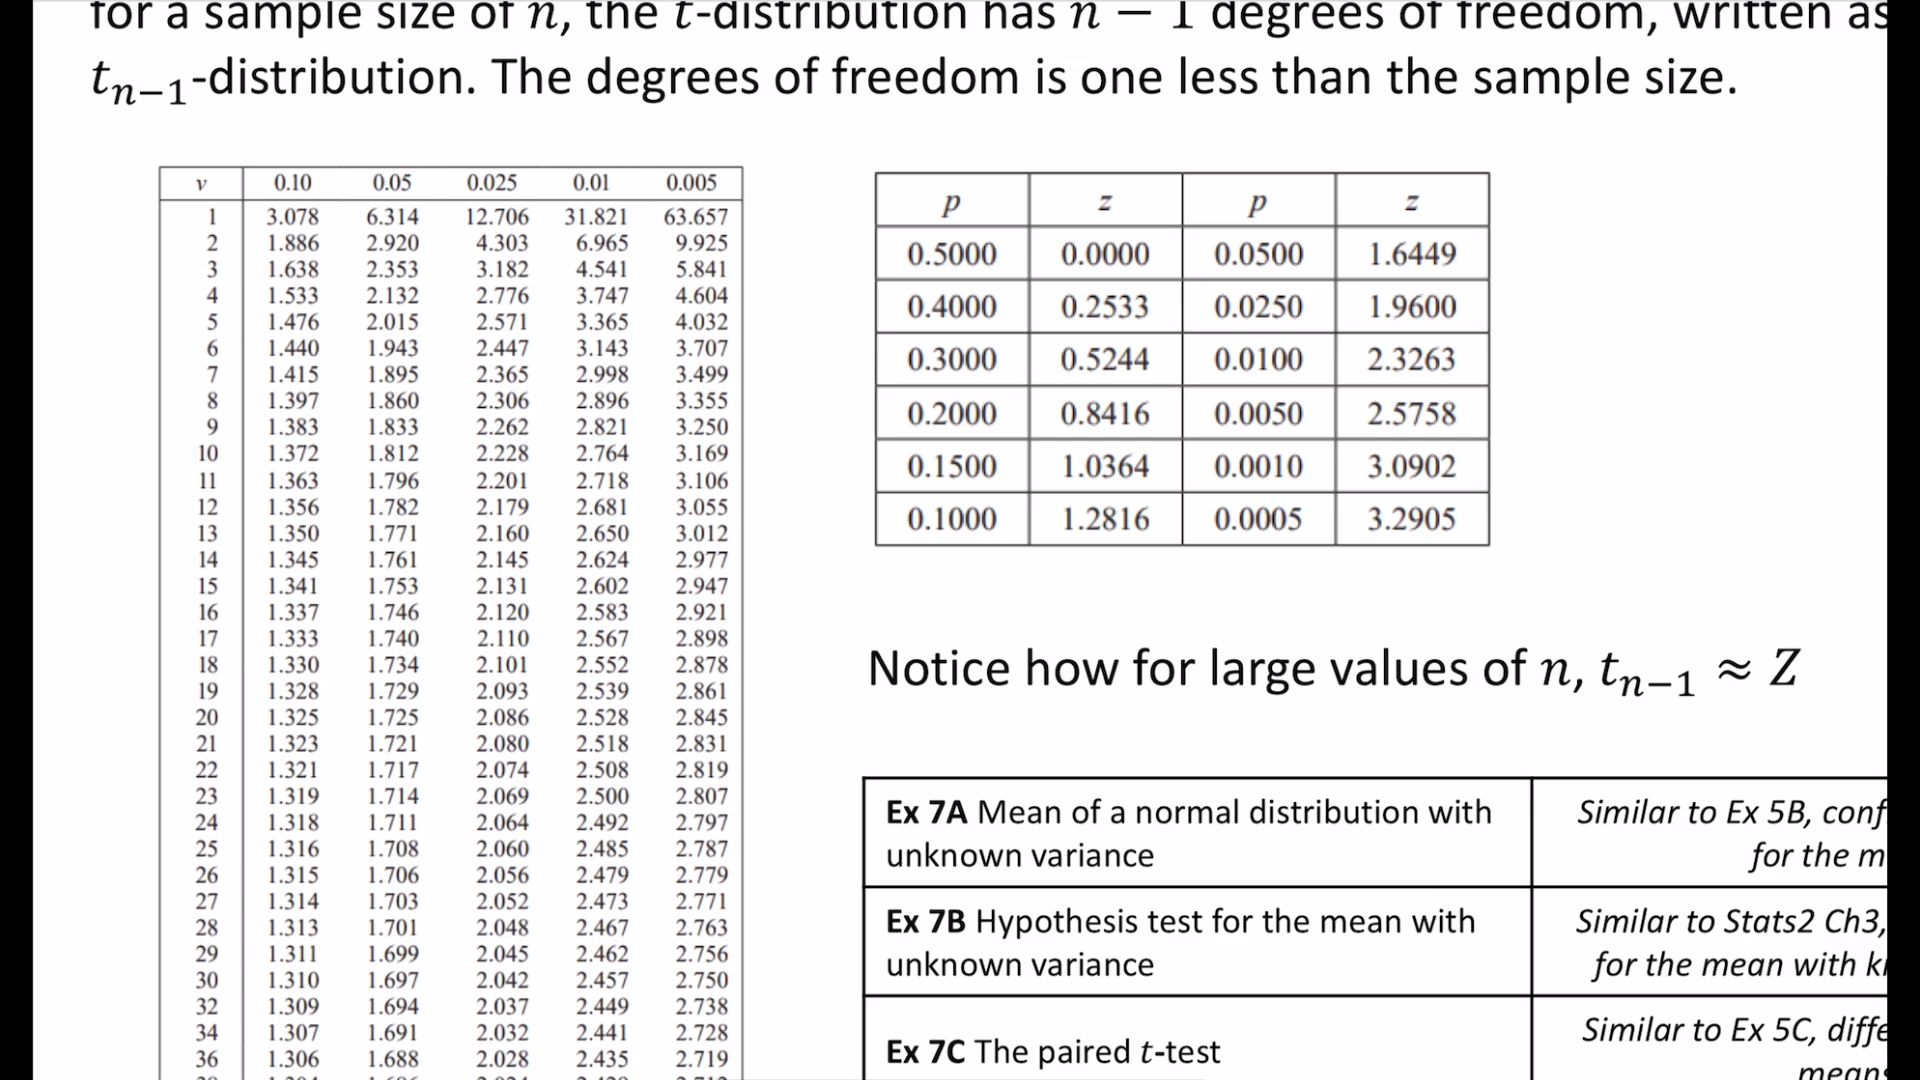 for a sample size of n, the t-distribution has n − 1 degrees of freedom, written as
tₙ₋₁-distribution. The degrees of freedom is one less than the sample size.
ν 0.10 0.05 0.025 0.01 0.005
1 3.078 6.314 12.706 31.821 63.657
2 1.886 2.920 4.303 6.965 9.925
3 1.638 2.353 3.182 4.541 5.841
4 1.533 2.132 2.776 3.747 4.604
5 1.476 2.015 2.571 3.365 4.032
6 1.440 1.943 2.447 3.143 3.707
7 1.415 1.895 2.365 2.998 3.499
8 1.397 1.860 2.306 2.896 3.355
9 1.383 1.833 2.262 2.821 3.250
10 1.372 1.812 2.228 2.764 3.169
11 1.363 1.796 2.201 2.718 3.106
12 1.356 1.782 2.179 2.681 3.055
13 1.350 1.771 2.160 2.650 3.012
14 1.345 1.761 2.145 2.624 2.977
15 1.341 1.753 2.131 2.602 2.947
16 1.337 1.746 2.120 2.583 2.921
17 1.333 1.740 2.110 2.567 2.898
18 1.330 1.734 2.101 2.552 2.878
19 1.328 1.729 2.093 2.539 2.861
20 1.325 1.725 2.086 2.528 2.845
21 1.323 1.721 2.080 2.518 2.831
22 1.321 1.717 2.074 2.508 2.819
23 1.319 1.714 2.069 2.500 2.807
24 1.318 1.711 2.064 2.492 2.797
25 1.316 1.708 2.060 2.485 2.787
26 1.315 1.706 2.056 2.479 2.779
27 1.314 1.703 2.052 2.473 2.771
28 1.313 1.701 2.048 2.467 2.763
29 1.311 1.699 2.045 2.462 2.756
30 1.310 1.697 2.042 2.457 2.750
32 1.309 1.694 2.037 2.449 2.738
34 1.307 1.691 2.032 2.441 2.728
36 1.306 1.688 2.028 2.435 2.719
p z p z
0.5000 0.0000 0.0500 1.6449
0.4000 0.2533 0.0250 1.9600
0.3000 0.5244 0.0100 2.3263
0.2000 0.8416 0.0050 2.5758
0.1500 1.0364 0.0010 3.0902
0.1000 1.2816 0.0005 3.2905
Notice how for large values of n, tₙ₋₁ ≈ Z
Ex 7A Mean of a normal distribution with
unknown variance
Similar to Ex 5B, conf
for the m
Ex 7B Hypothesis test for the mean with
unknown variance
Similar to Stats2 Ch3,
for the mean with
Ex 7C The paired t-test
Similar to Ex 5C, diffe
means